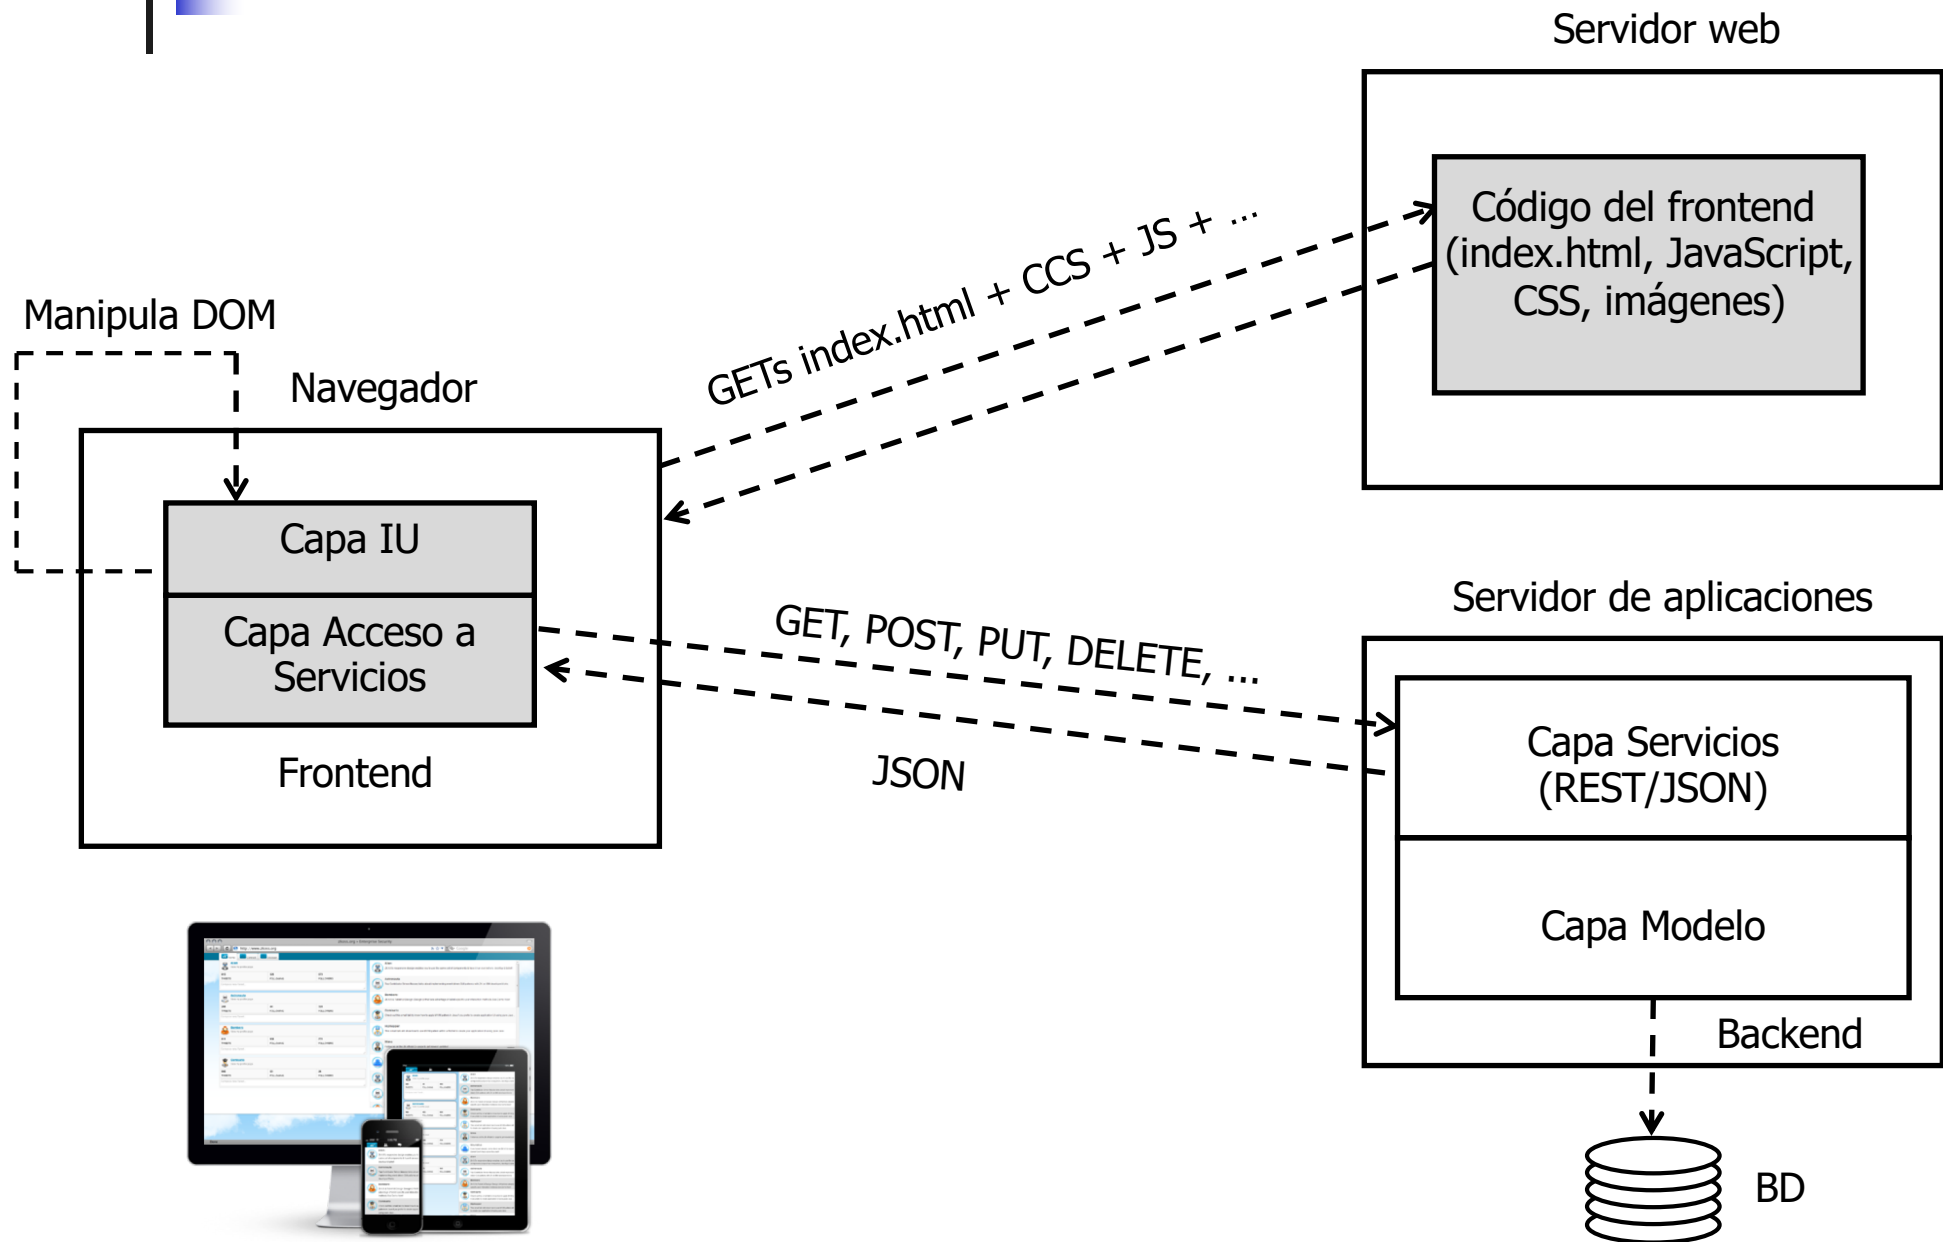 Servidor web
Código del frontend
(index.html, JavaScript,
CSS, imágenes)
GETs index.html + CCS + JS + ...
Manipula DOM
Navegador
Capa IU
Capa Acceso a
Servicios
Frontend
GET, POST, PUT, DELETE, ...
JSON
Servidor de aplicaciones
Capa Servicios
(REST/JSON)
Capa Modelo
Backend
BD